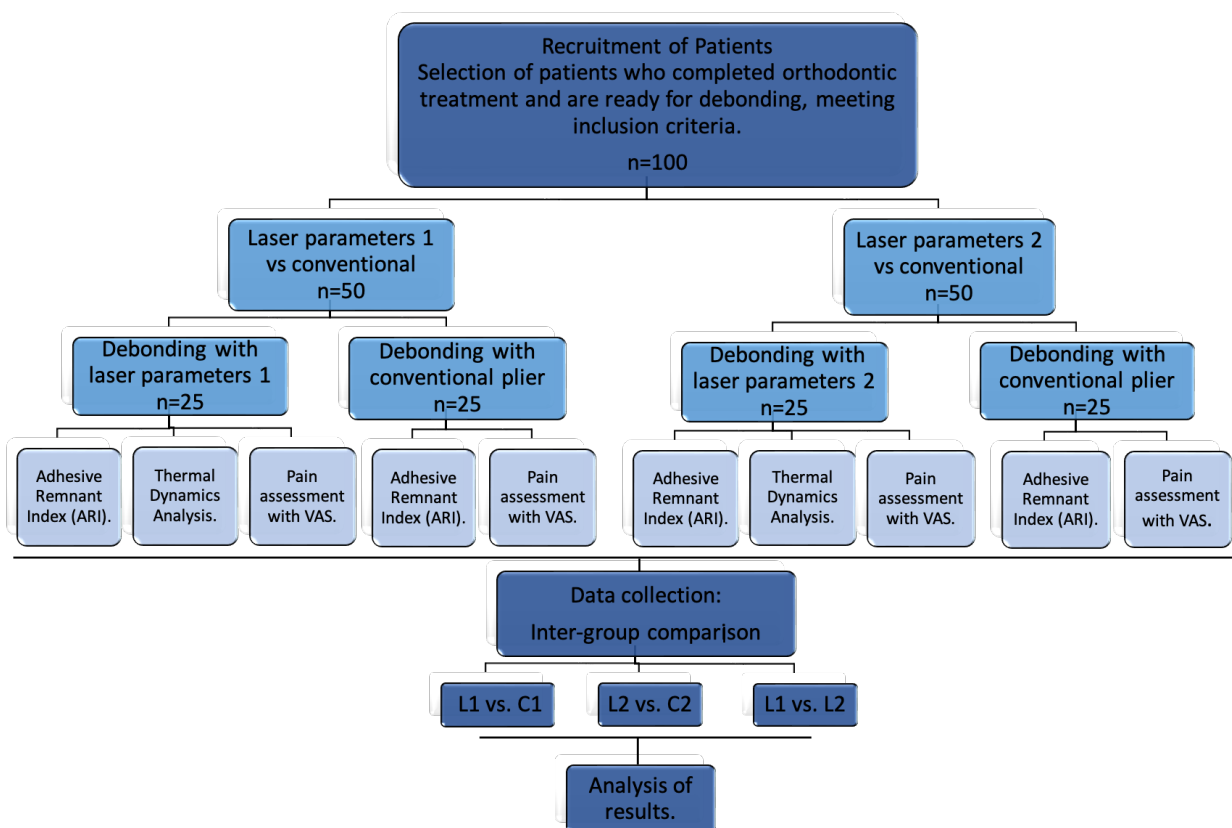 Recruitment of Patients
Selection of patients who completed orthodontic
treatment and are ready for debonding, meeting
inclusion criteria.
n=100
Laser parameters 1
vs conventional
n=50
Laser parameters 2
vs conventional
n=50
Debonding with
laser parameters 1
n=25
Debonding with
conventional plier
n=25
Debonding with
laser parameters 2
n=25
Debonding with
conventional plier
n=25
Adhesive
Remnant
Index (ARI).
Thermal
Dynamics
Analysis.
Pain
assessment
with VAS.
Adhesive
Remnant
Index (ARI).
Pain
assessment
with VAS.
Adhesive
Remnant
Index (ARI).
Thermal
Dynamics
Analysis.
Pain
assessment
with VAS.
Adhesive
Remnant
Index (ARI).
Pain
assessment
with VAS.
Data collection:
Inter-group comparison
L1 vs. C1
L2 vs. C2
L1 vs. L2
Analysis of
results.